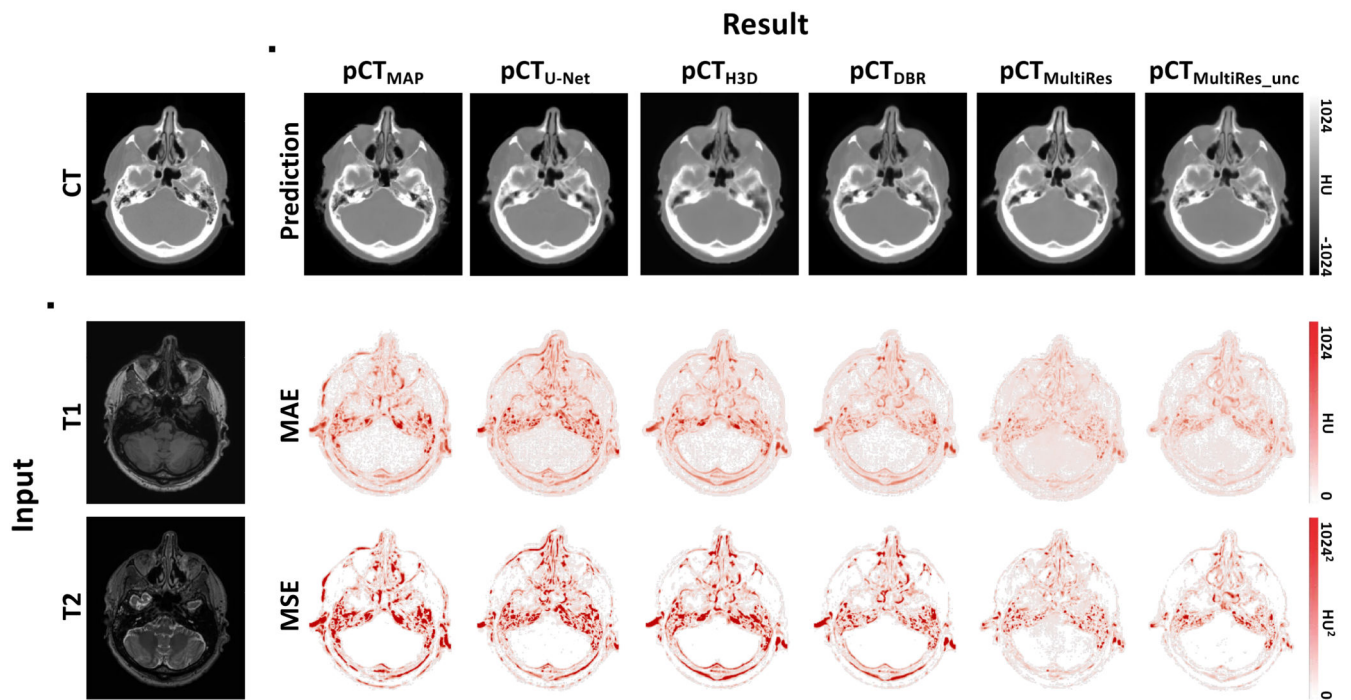 Result
pCT_MAP
pCT_U-Net
pCT_H3D
pCT_DBR
pCT_MultiRes
pCT_MultiRes_unc
CT
Prediction
1024
HU
-1024
Input
T1
MAE
1024
HU
0
T2
MSE
1024²
HU²
0